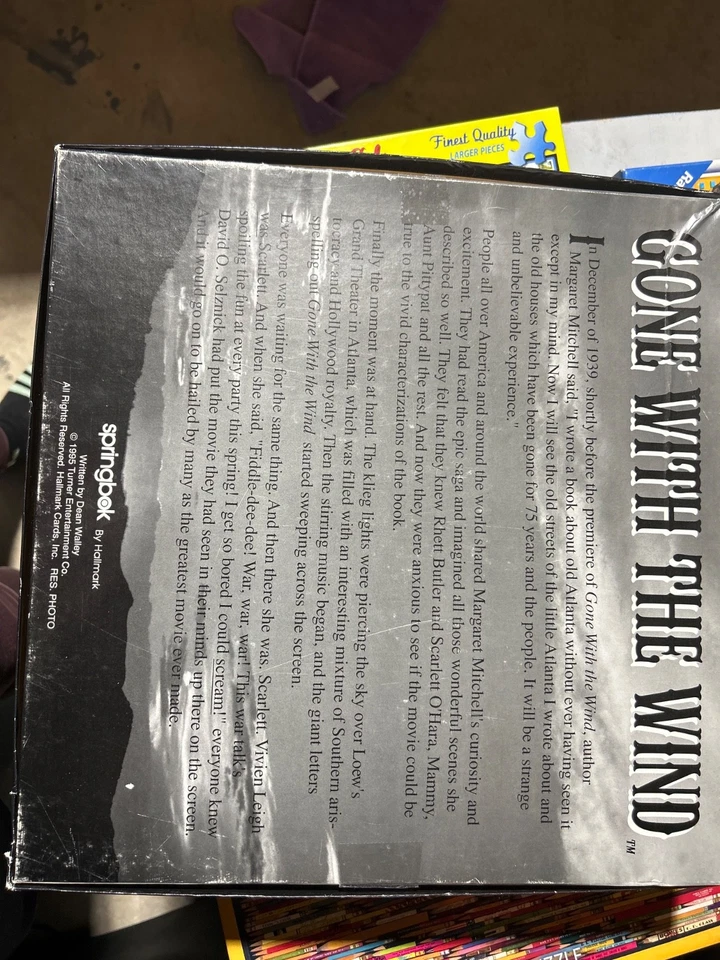 GONE WITH THE WIND™
In December of 1939, shortly before the premiere of Gone With the Wind, author
Margaret Mitchell said, "I wrote a book about old Atlanta without ever having seen it
except in my mind. Now I will see the old streets of the little Atlanta I wrote about and
the old houses which have been gone for 75 years and the people. It will be a strange
and unbelievable experience."
People all over America and around the world shared Margaret Mitchell's curiosity and
excitement. They had read the epic saga and imagined all those wonderful scenes she
described so well. They felt that they knew Rhett Butler and Scarlett O'Hara, Mammy,
Aunt Pittypat and all the rest. And now they were anxious to see if the movie could be
true to the vivid characterizations of the book.
Finally the moment was at hand. The klieg lights were piercing the sky over Loew's
Grand Theater in Atlanta, which was filled with an interesting mixture of Southern aris-
tocracy and Hollywood royalty. Then the stirring music began, and the giant letters
spelling out Gone With the Wind started sweeping across the screen.
Everyone was waiting for the same thing. And then there she was. Scarlett. Vivien Leigh
was Scarlett. And when she said, "Fiddle-dee-dee! War, war, war! This war talk's
spoiling the fun at every party this spring! I get so bored I could scream!" everyone knew
David O. Selznick had put the movie they had seen in their minds up there on the screen.
And it would go on to be hailed by many as the greatest movie ever made.
springbok By Hallmark
Written by Dean Walley
© 1995 Turner Entertainment Co.
All Rights Reserved. Hallmark Cards, Inc. RES. PHOTO
Finest Quality
LARGER PIECES
Ra
ZZLE